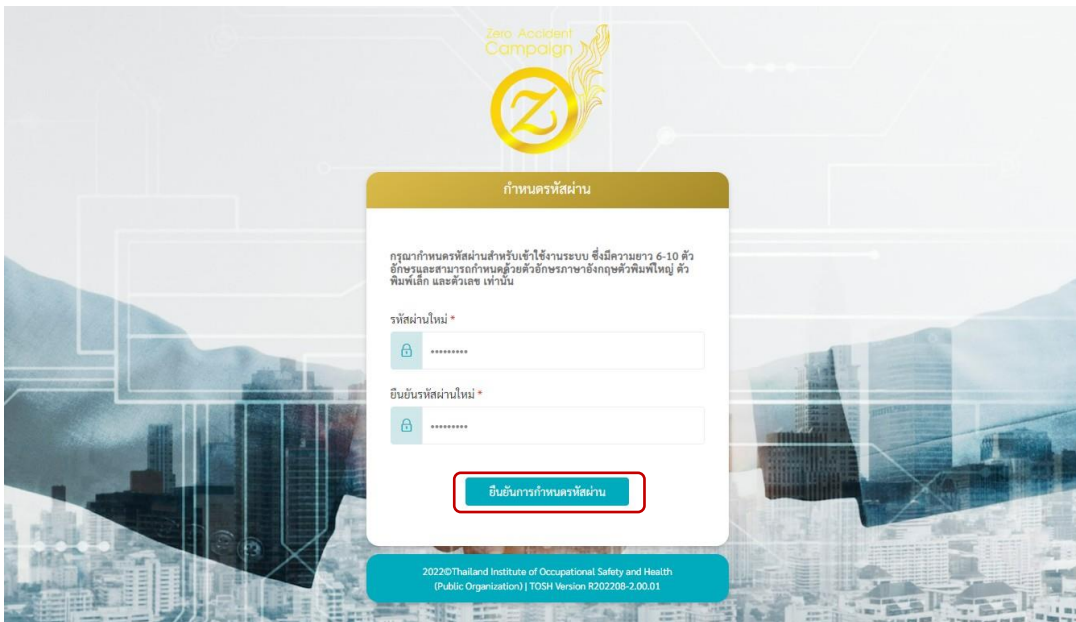 Zero Accident
Campaign
Z
กำหนดรหัสผ่าน
กรุณากำหนดรหัสผ่านสำหรับเข้าใช้งานระบบ ซึ่งมีความยาว 6-10 ตัว
อักษรและสามารถกำหนดด้วยตัวอักษรภาษาอังกฤษตัวพิมพ์ใหญ่ ตัว
พิมพ์เล็ก และตัวเลข เท่านั้น
รหัสผ่านใหม่ *
•••••••••
ยืนยันรหัสผ่านใหม่ *
•••••••••
ยืนยันการกำหนดรหัสผ่าน
2022©Thailand Institute of Occupational Safety and Health
(Public Organization) | TOSH Version R202208-2.00.01